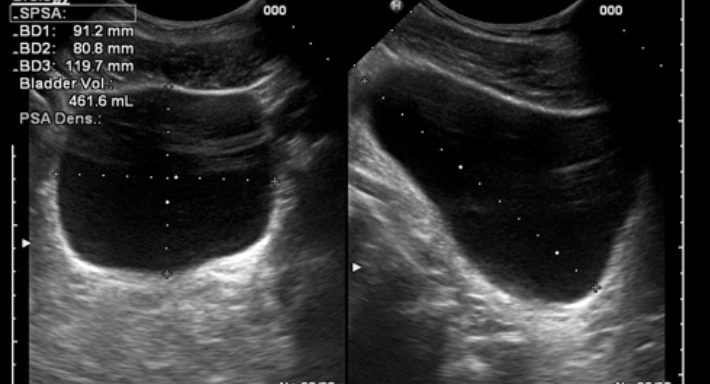 SPSA:
BD1: 91.2 mm
BD2: 80.8 mm
BD3: 119.7 mm
Bladder Vol :
461.6 mL
PSA Dens.:
000
H
000